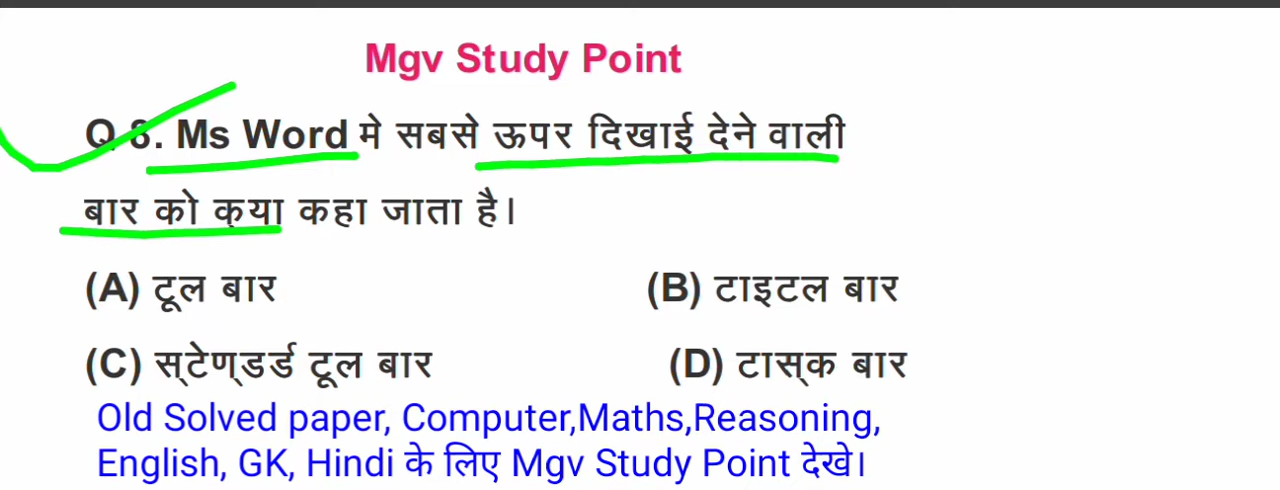 Mgv Study Point
Q 8. Ms Word मे सबसे ऊपर दिखाई देने वाली
बार को क्‌या कहा जाता है।
(A) टूल बार (B) टाइटल बार
(C) स्‌टेण्‌डर्ड टूल बार (D) टास्‌क बार
Old Solved paper, Computer,Maths,Reasoning,
English, GK, Hindi के लिए Mgv Study Point देखे।